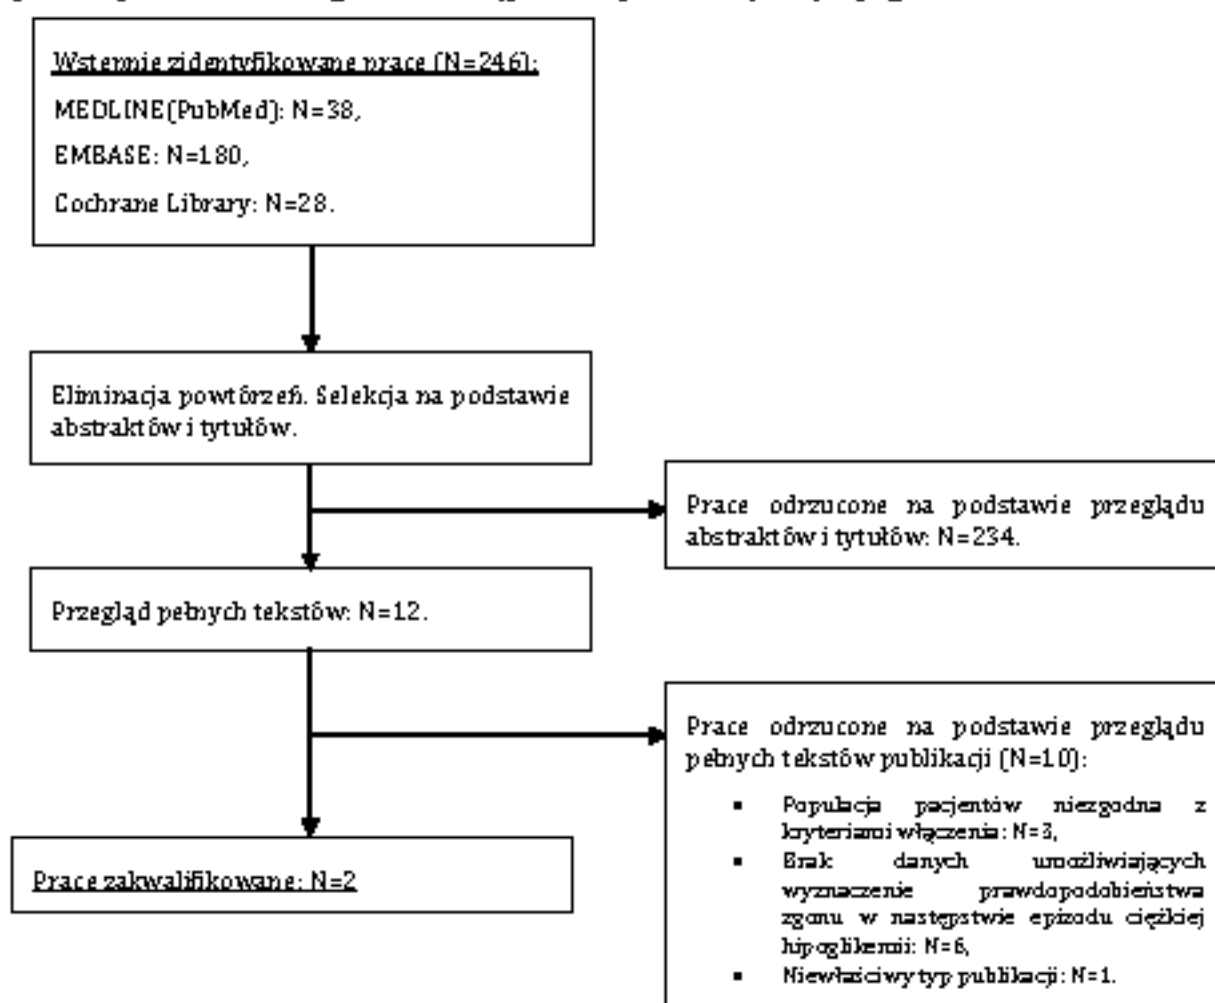 Wstępnie zidentyfikowane prace (N=246):
MEDLINE(PubMed): N=38,
EMBASE: N=180,
Cochrane Library: N=28.
Eliminacja powtórzeń. Selekcja na podstawie
abstraktów i tytułów.
Prace odrzucone na podstawie przeglądu
abstraktów i tytułów: N=234.
Przegląd pełnych tekstów: N=12.
Prace odrzucone na podstawie przeglądu
pełnych tekstów publikacji (N=10):
▪ Populacja pacjentów niezgodna z
kryteriami włączenia: N=3,
▪ Brak danych umożliwiających
wyznaczenie prawdopodobieństwa
zgonu w następstwie epizodu ciężkiej
hipoglikemii: N=6,
▪ Niewłaściwy typ publikacji: N=1.
Prace zakwalifikowane: N=2